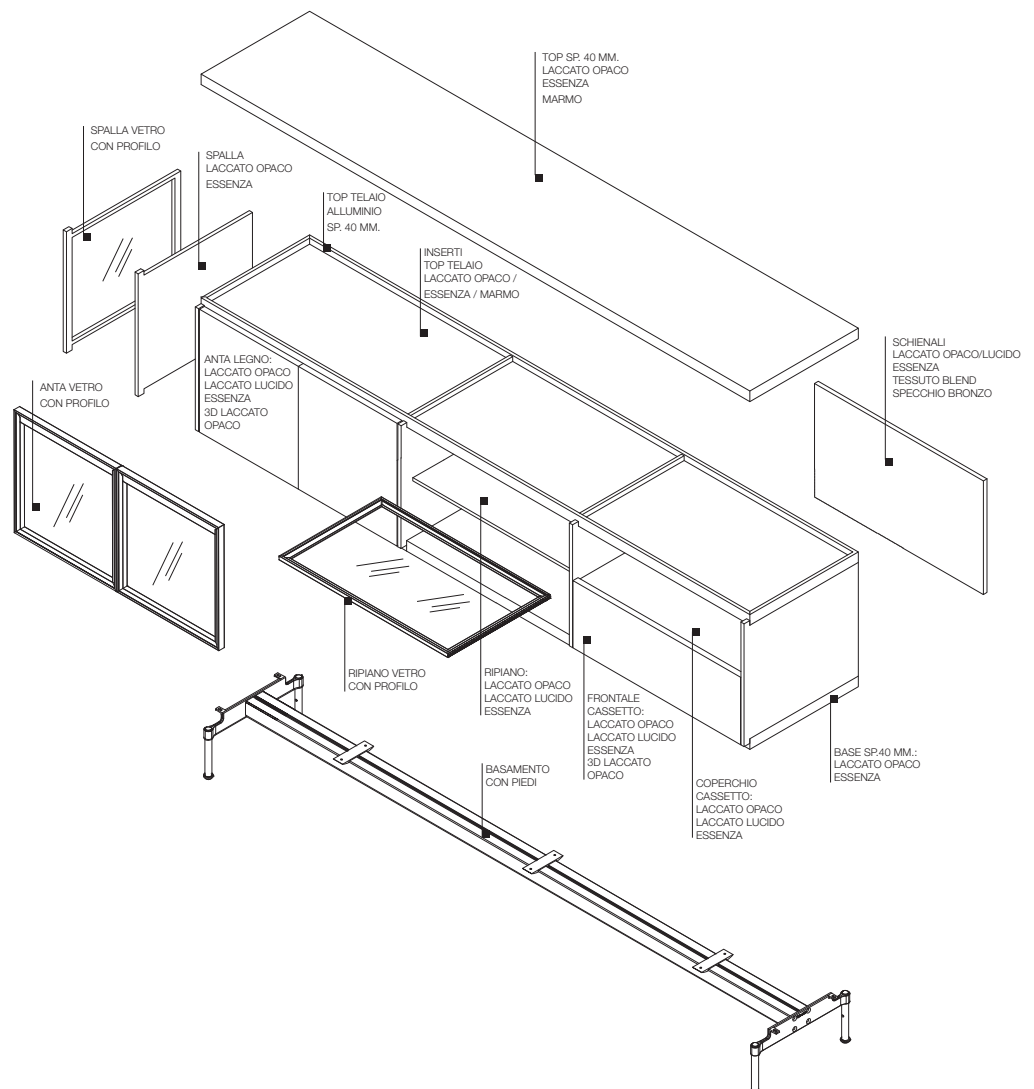 TOP SP. 40 MM.
LACCATO OPACO
ESSENZA
MARMO
SPALLA VETRO
CON PROFILO
SPALLA
LACCATO OPACO
ESSENZA
TOP TELAIO
ALLUMINIO
SP. 40 MM.
INSERTI
TOP TELAIO
LACCATO OPACO /
ESSENZA / MARMO
SCHIENALI
LACCATO OPACO/LUCIDO
ESSENZA
TESSUTO BLEND
SPECCHIO BRONZO
ANTA LEGNO:
LACCATO OPACO
LACCATO LUCIDO
ESSENZA
3D LACCATO
OPACO
ANTA VETRO
CON PROFILO
RIPIANO VETRO
CON PROFILO
RIPIANO:
LACCATO OPACO
LACCATO LUCIDO
ESSENZA
FRONTALE
CASSETTO:
LACCATO OPACO
LACCATO LUCIDO
ESSENZA
3D LACCATO
OPACO
BASE SP.40 MM.:
LACCATO OPACO
ESSENZA
BASAMENTO
CON PIEDI
COPERCHIO
CASSETTO:
LACCATO OPACO
LACCATO LUCIDO
ESSENZA